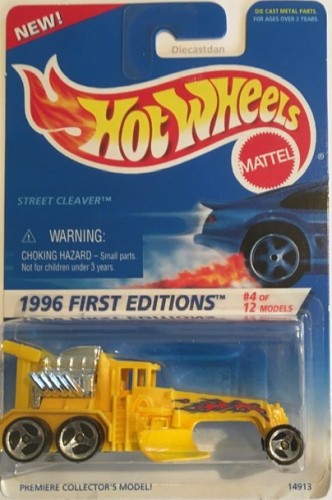 NEW!
DIE CAST METAL PARTS.
FOR AGES OVER 3 YEARS.
Diecastdan
HOT WHEELS
®
MATTEL
STREET CLEAVER™
WARNING:
CHOKING HAZARD – Small parts.
Not for children under 3 years.
1996 FIRST EDITIONS™
#4 OF
12 MODELS
PREMIERE COLLECTOR'S MODEL!
14913